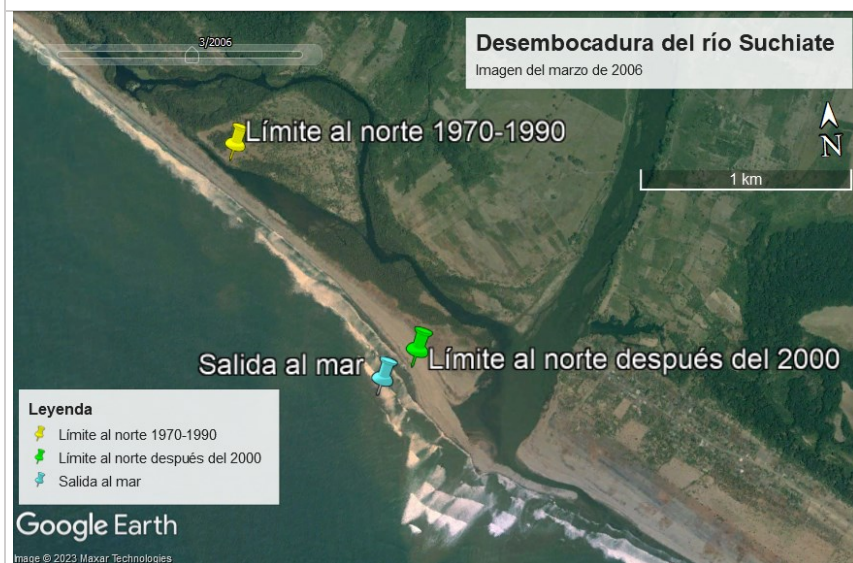 3/2006
Desembocadura del río Suchiate
Imagen del marzo de 2006
Límite al norte 1970-1990
N
1 km
Salida al mar
Límite al norte después del 2000
Leyenda
Límite al norte 1970-1990
Límite al norte después del 2000
Salida al mar
Google Earth
Image © 2023 Maxar Technologies